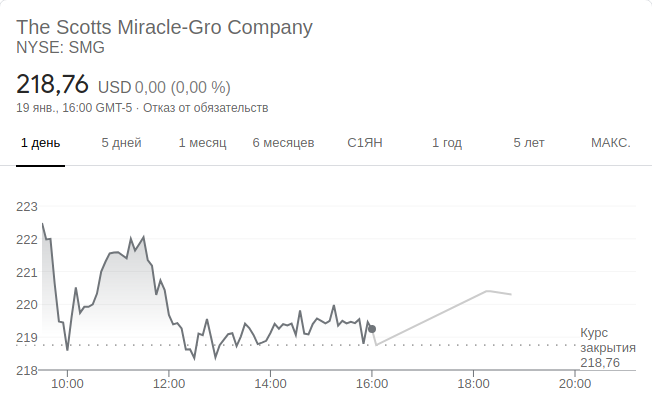 The Scotts Miracle-Gro Company
NYSE: SMG
218,76 USD 0,00 (0,00 %)
19 янв., 16:00 GMT-5 · Отказ от обязательств
1 день 5 дней 1 месяц 6 месяцев С1ЯН 1 год 5 лет МАКС.
223
222
221
220
219
218
Курс
закрытия
218,76
10:00 12:00 14:00 16:00 18:00 20:00